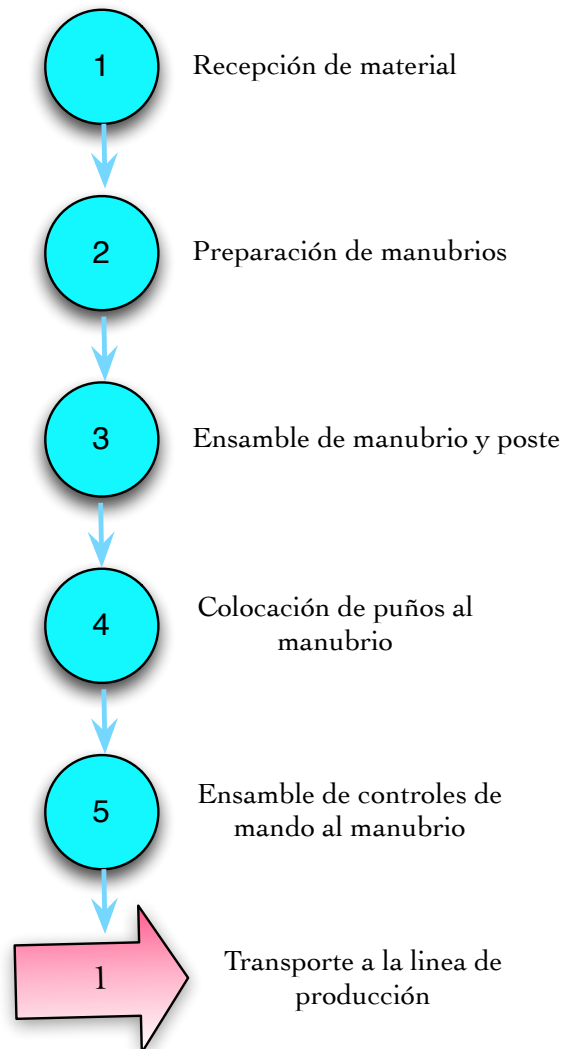 1
Recepción de material
2
Preparación de manubrios
3
Ensamble de manubrio y poste
4
Colocación de puños al
manubrio
5
Ensamble de controles de
mando al manubrio
1
Transporte a la linea de
producción